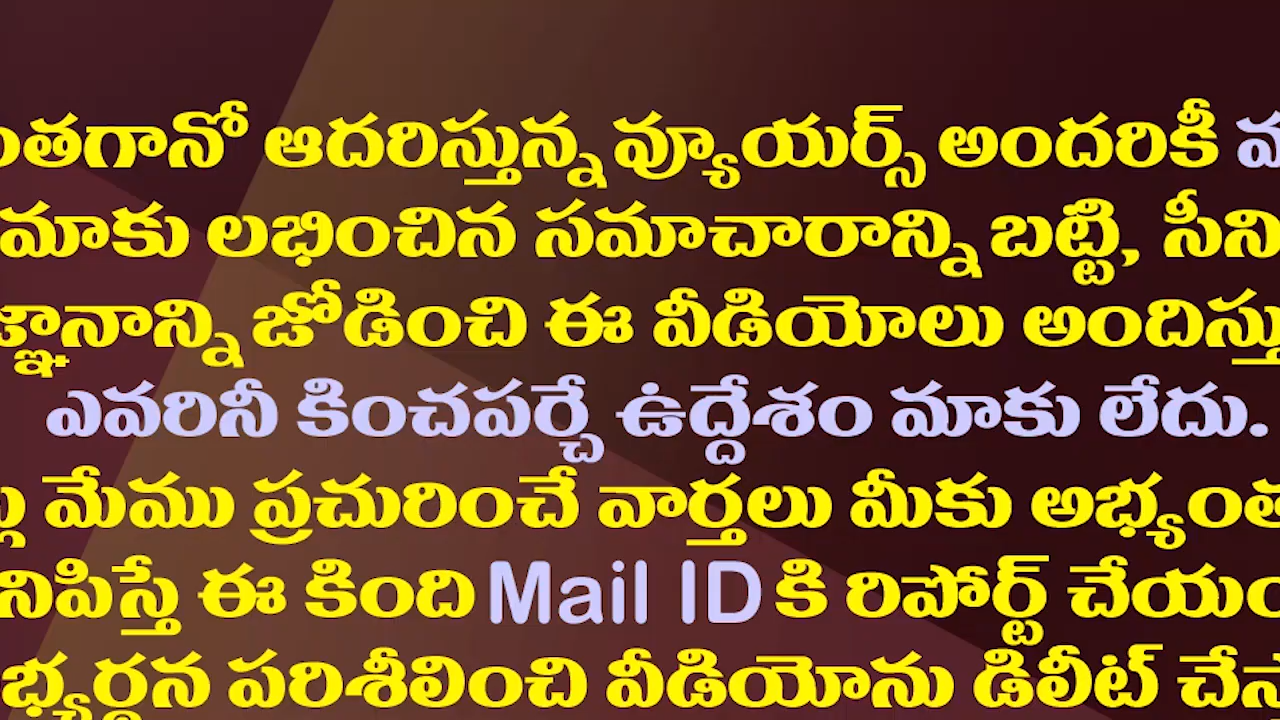 ఆదరిస్తున్న వ్యూయర్స్ అందరికీ
మాకు లభించిన సమాచారాన్ని బట్టి,
జోడించి ఈ వీడియోలు
ఎవరినీ కించపర్చే ఉద్దేశం మాకు లేదు.
మేము ప్రచురించే వార్తలు మీకు
ఈ కింది Mail ID కి రిపోర్ట్
పరిశీలించి వీడియోను డిలీట్